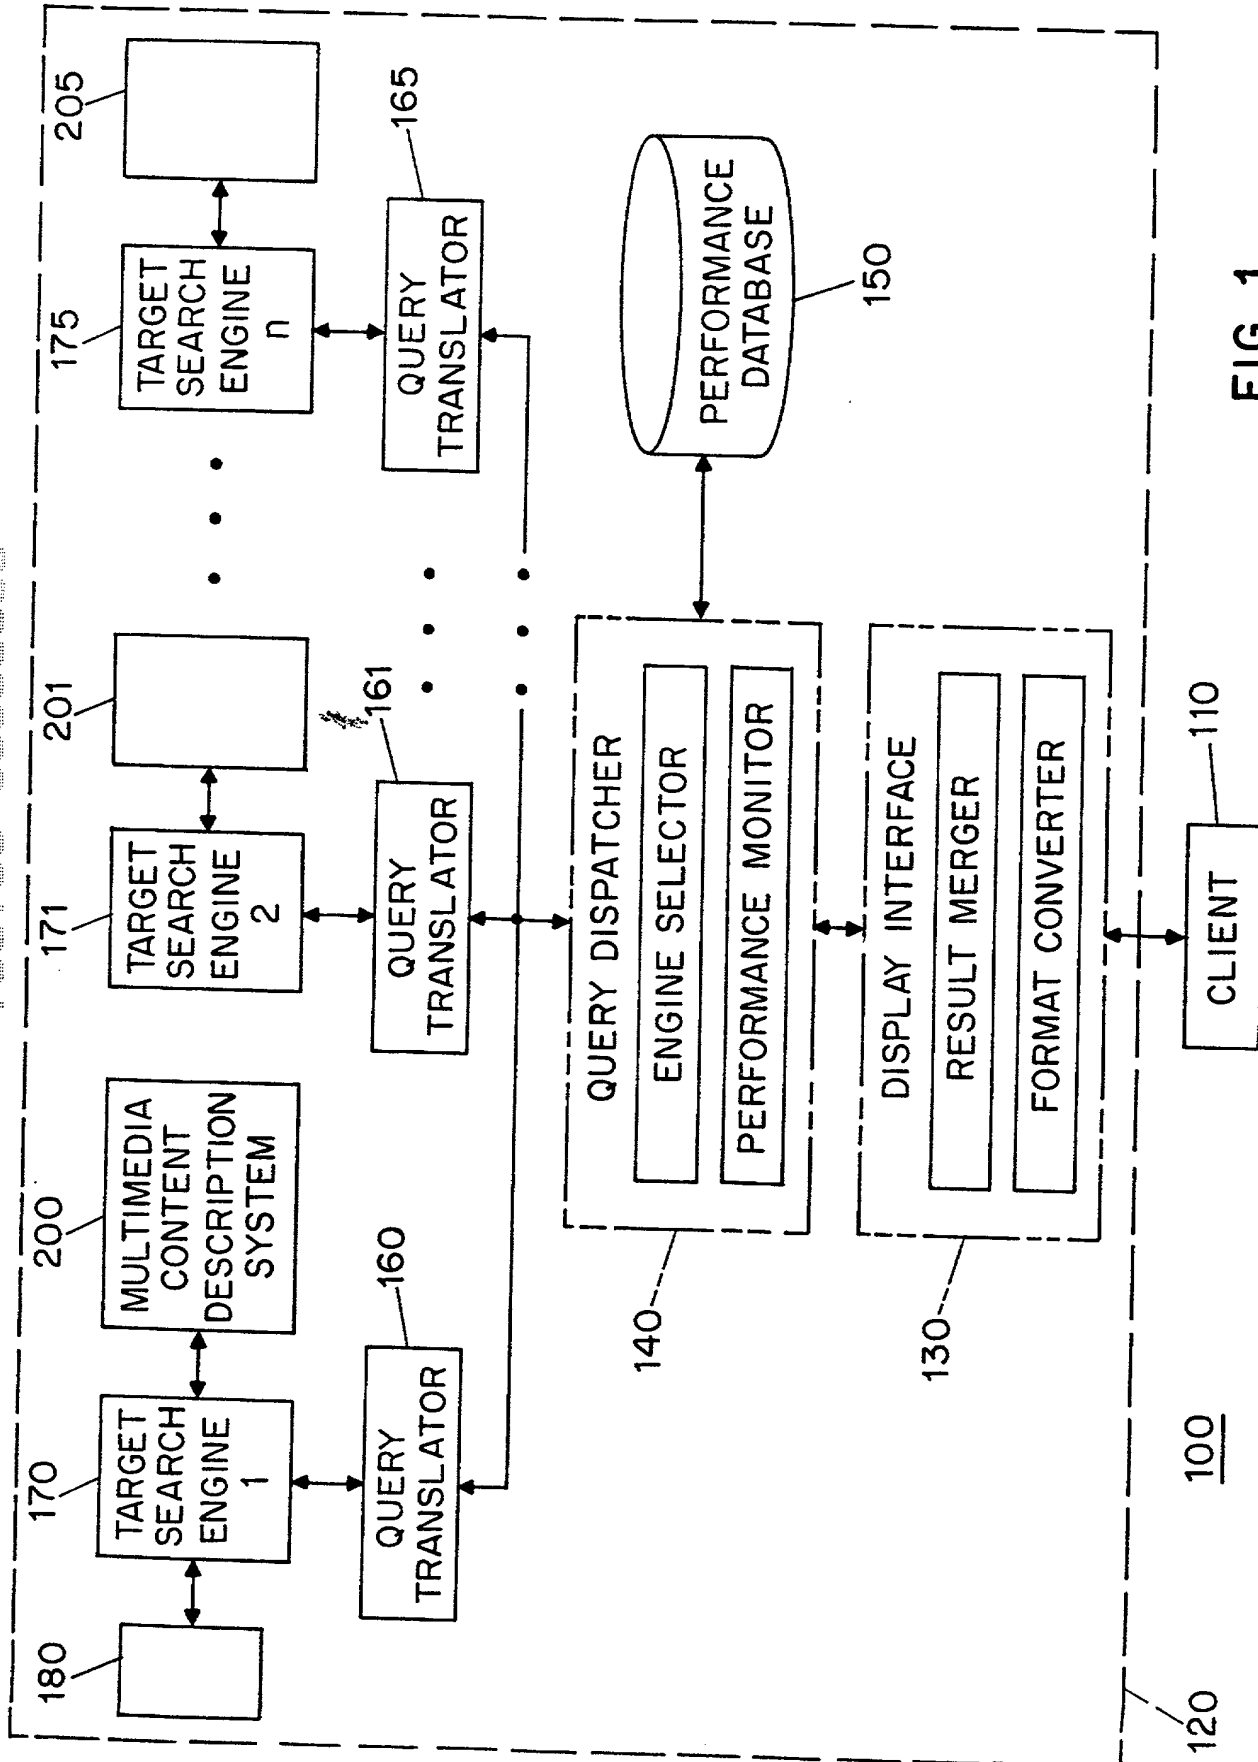 180
170
200
171
201
175
205
TARGET
SEARCH
ENGINE
1
MULTIMEDIA
CONTENT
DESCRIPTION
SYSTEM
TARGET
SEARCH
ENGINE
2
TARGET
SEARCH
ENGINE
n
160
161
165
QUERY
TRANSLATOR
QUERY
TRANSLATOR
QUERY
TRANSLATOR
140
QUERY DISPATCHER
ENGINE SELECTOR
PERFORMANCE MONITOR
PERFORMANCE
DATABASE
150
130
DISPLAY INTERFACE
RESULT MERGER
FORMAT CONVERTER
120
100
CLIENT
110
FIG. 1